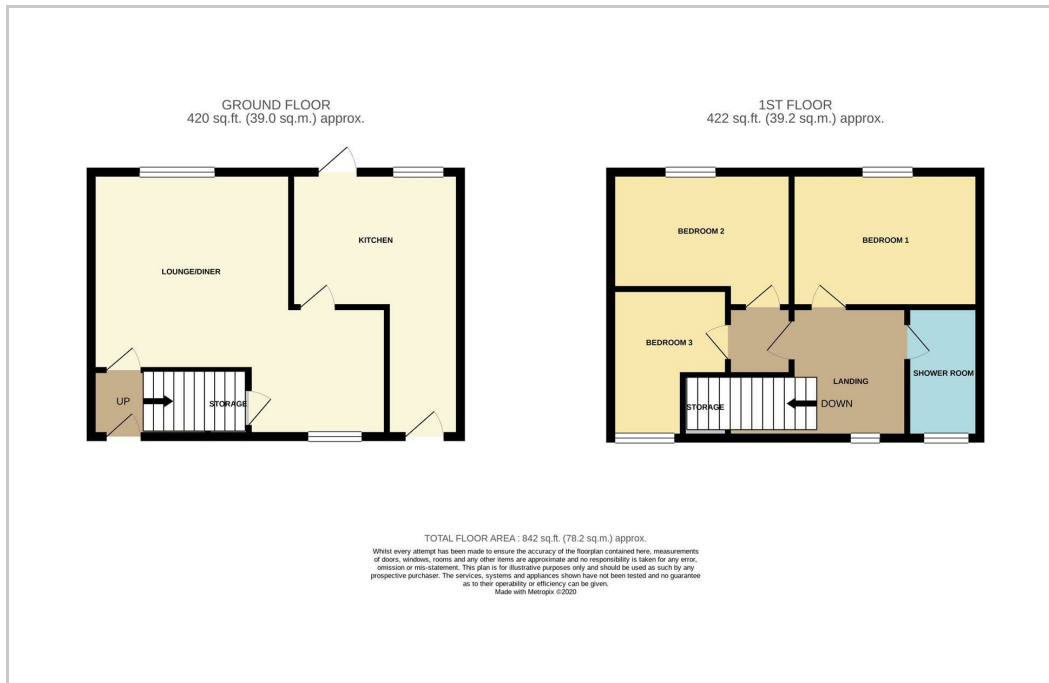 GROUND FLOOR
420 sq.ft. (39.0 sq.m.) approx.
LOUNGE/DINER
KITCHEN
UP
STORAGE
1ST FLOOR
422 sq.ft. (39.2 sq.m.) approx.
BEDROOM 2
BEDROOM 1
BEDROOM 3
SHOWER ROOM
LANDING
STORAGE
DOWN
TOTAL FLOOR AREA : 842 sq.ft. (78.2 sq.m.) approx.
Whilst every attempt has been made to ensure the accuracy of the floorplan contained here, measurements
of doors, windows, rooms and any other items are approximate and no responsibility is taken for any error,
omission or mis-statement. This plan is for illustrative purposes only and should be used as such by any
prospective purchaser. The services, systems and appliances shown have not been tested and no guarantee
as to their operability or efficiency can be given.
Made with Metropix ©2020